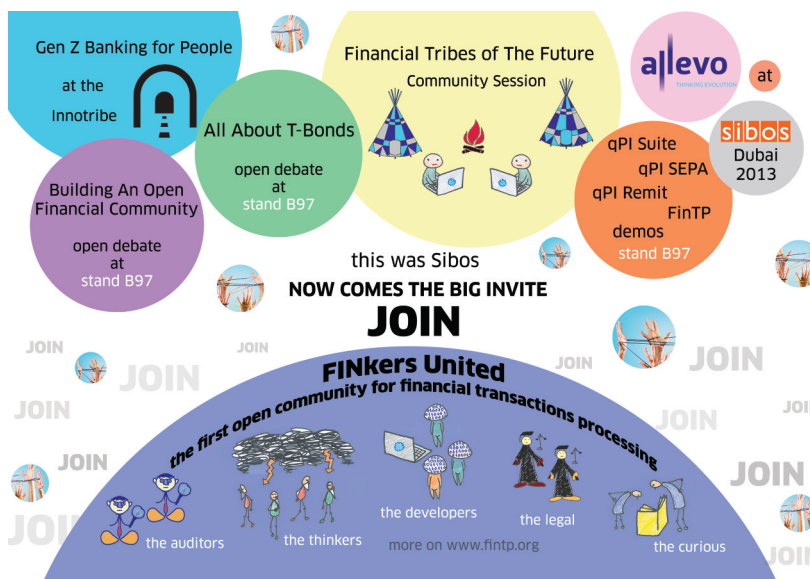 Gen Z Banking for People
at the
Innotribe
Financial Tribes of The Future
Community Session
allevo
THINKING EVOLUTION
at
sibos
Dubai
2013
All About T-Bonds
open debate
at
stand B97
Building An Open
Financial Community
open debate
at
stand B97
qPI Suite
qPI SEPA
qPI Remit
FinTP
demos
stand B97
this was Sibos
NOW COMES THE BIG INVITE
JOIN
JOIN
JOIN
JOIN
JOIN
JOIN
JOIN
JOIN
JOIN
JOIN
JOIN
JOIN
JOIN
JOIN
FINkers United
the first open community for financial transactions processing
the auditors
the thinkers
the developers
the legal
the curious
more on www.fintp.org